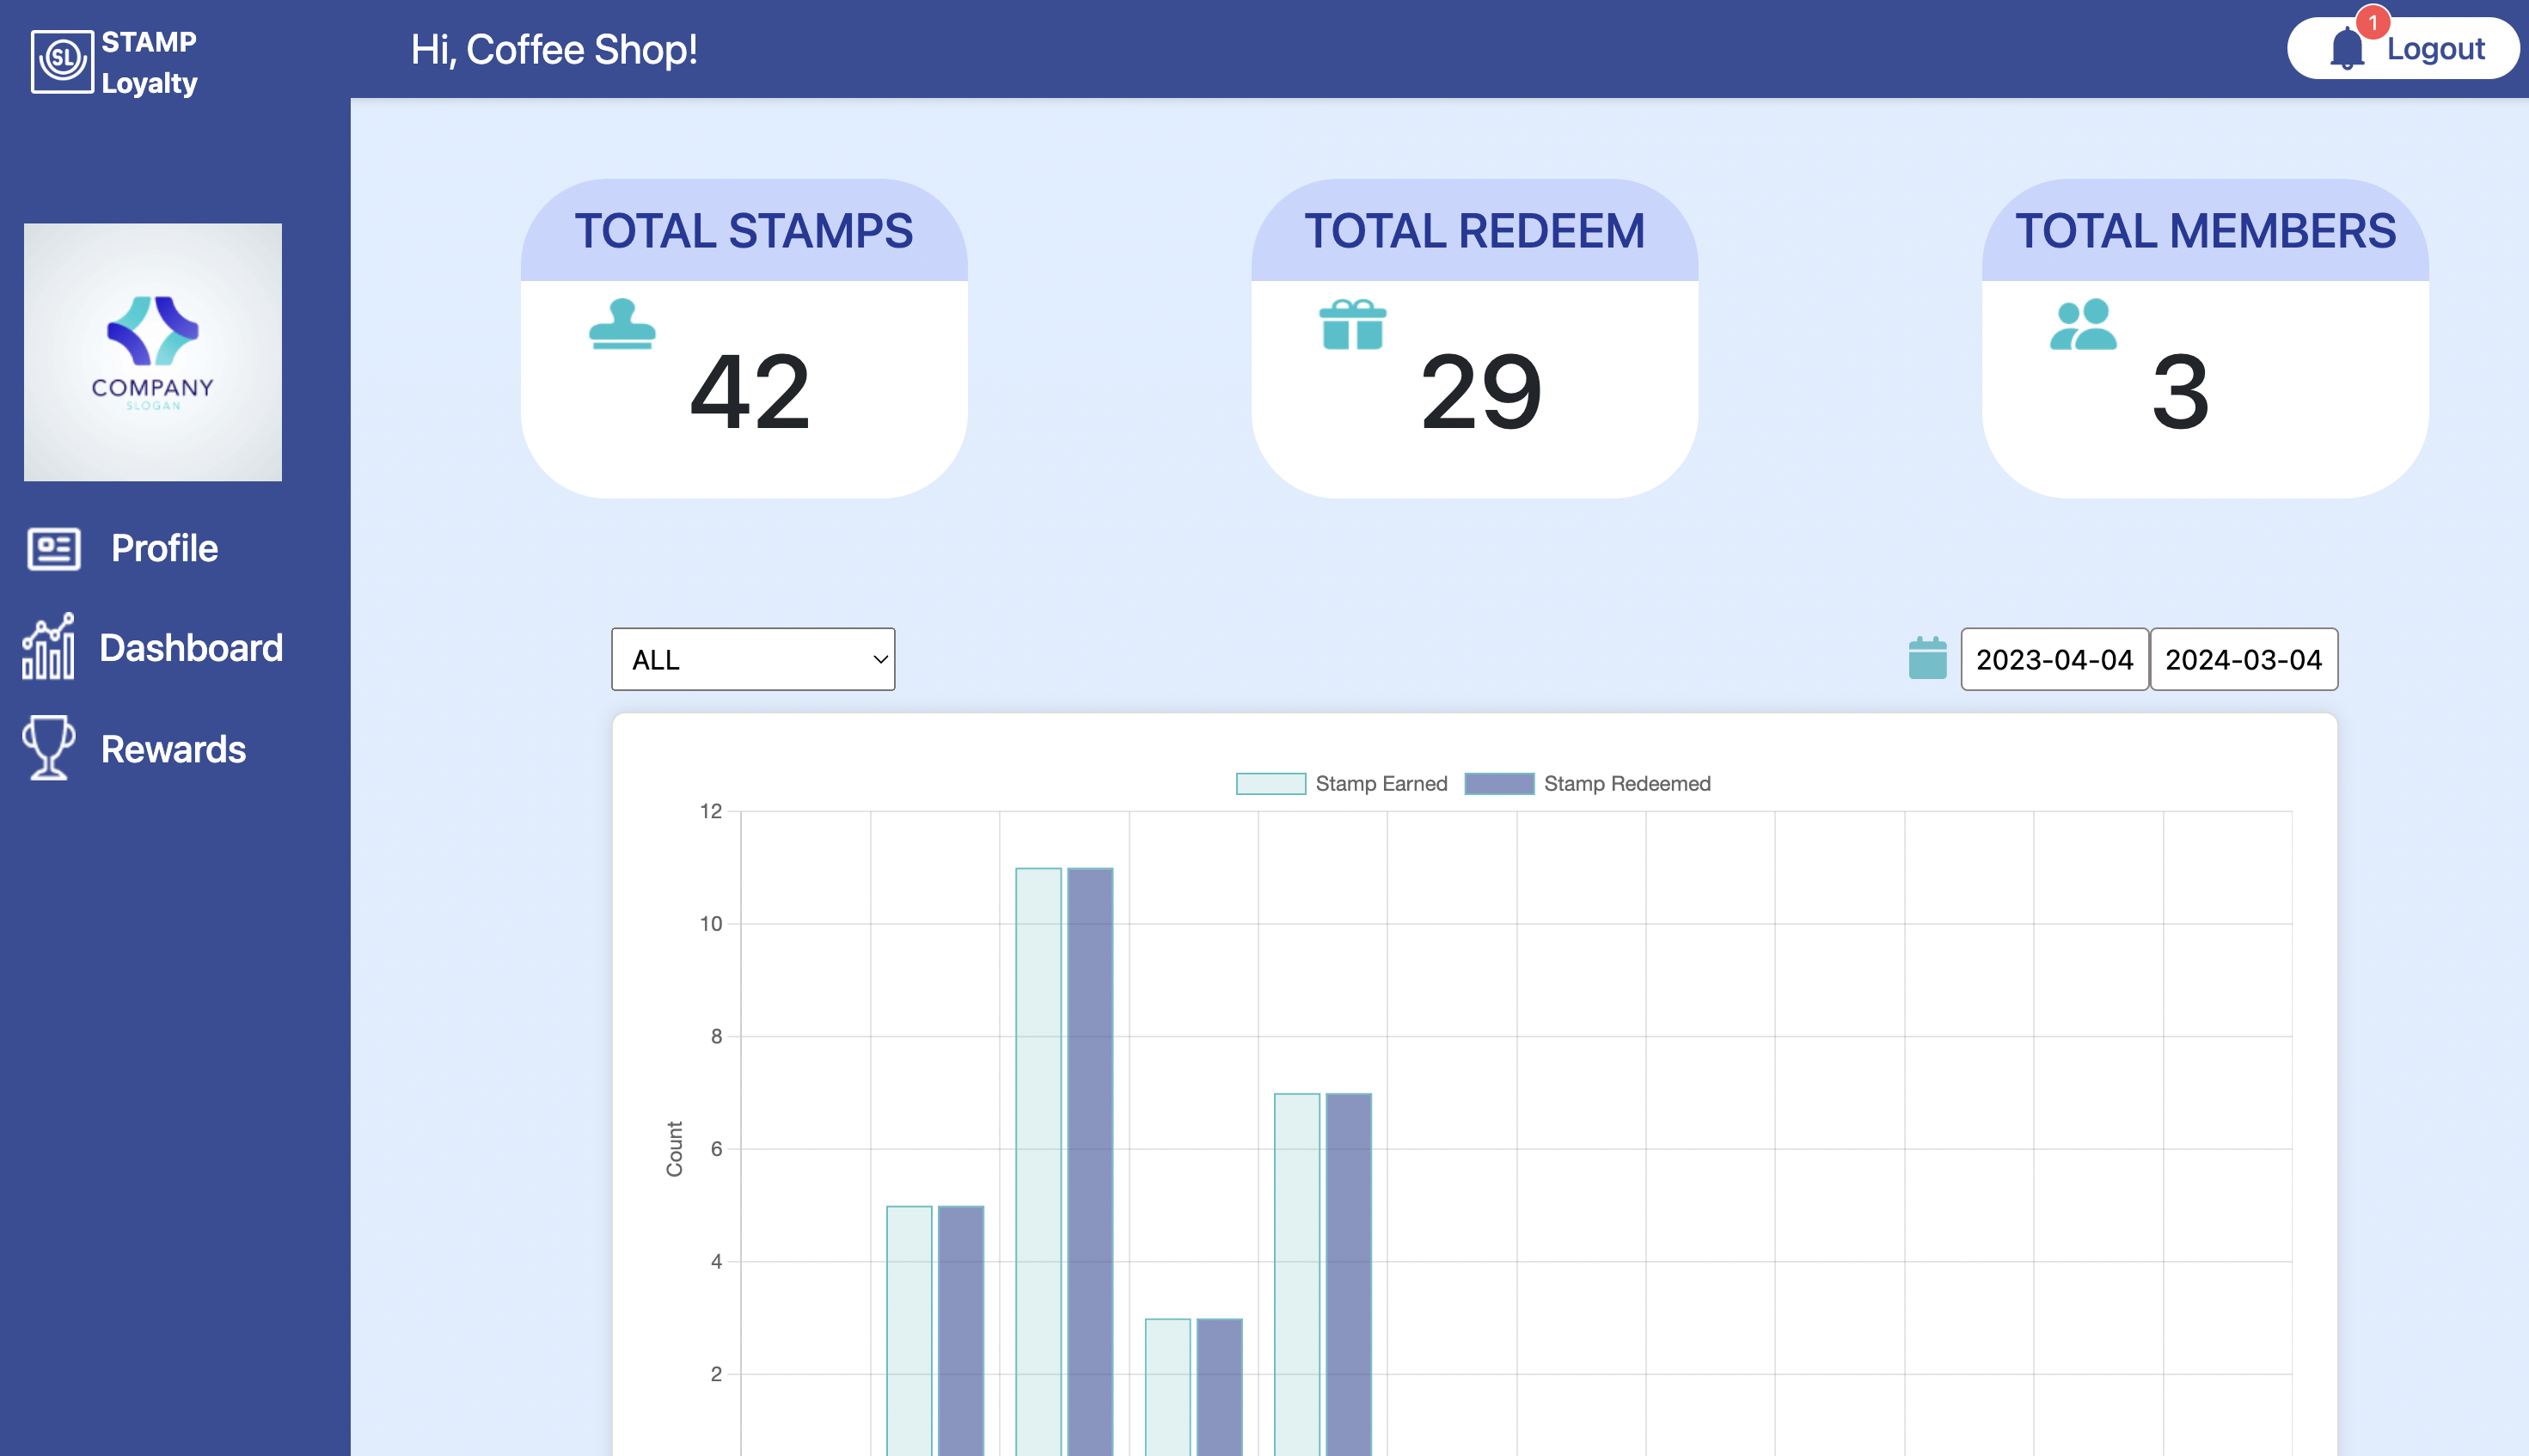 SL
STAMP
Loyalty
Hi, Coffee Shop!
1
Logout
COMPANY
SLOGAN
Profile
Dashboard
Rewards
TOTAL STAMPS
42
TOTAL REDEEM
29
TOTAL MEMBERS
3
ALL
2023-04-04
2024-03-04
Stamp Earned
Stamp Redeemed
12
10
8
6
4
2
Count